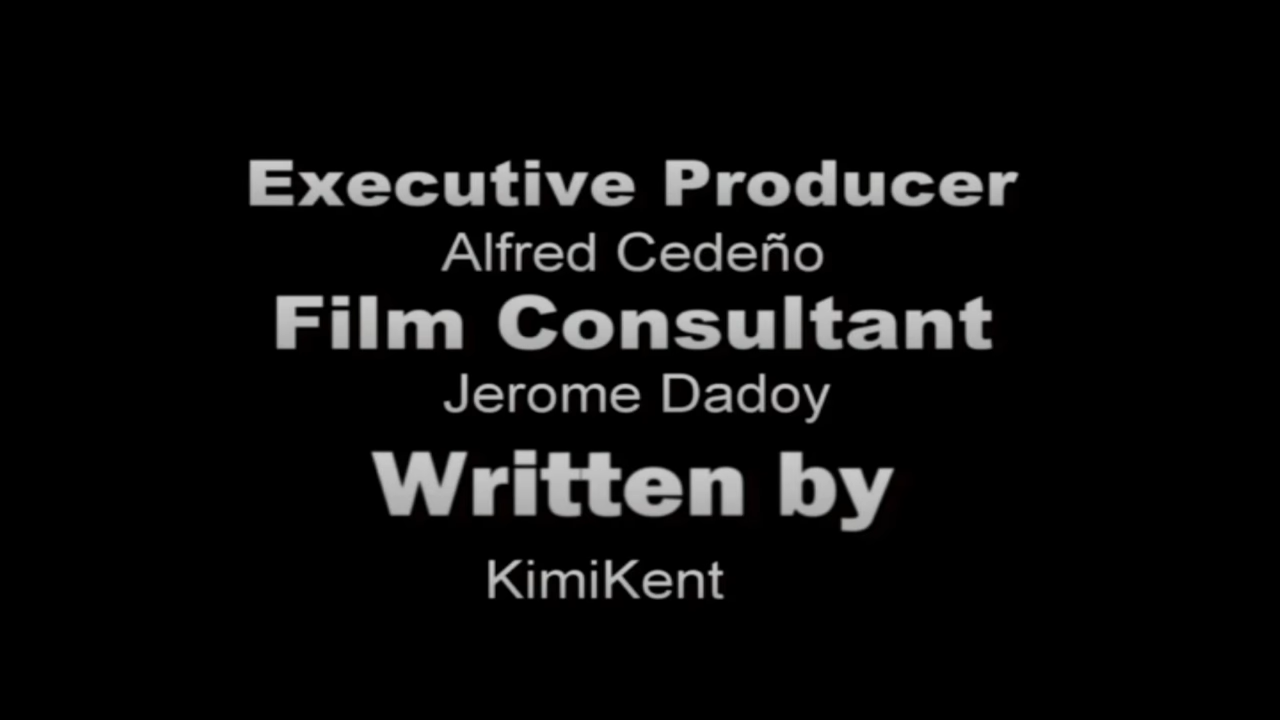 Executive Producer
Alfred Cedeño
Film Consultant
Jerome Dadoy
Written by
KimiKent